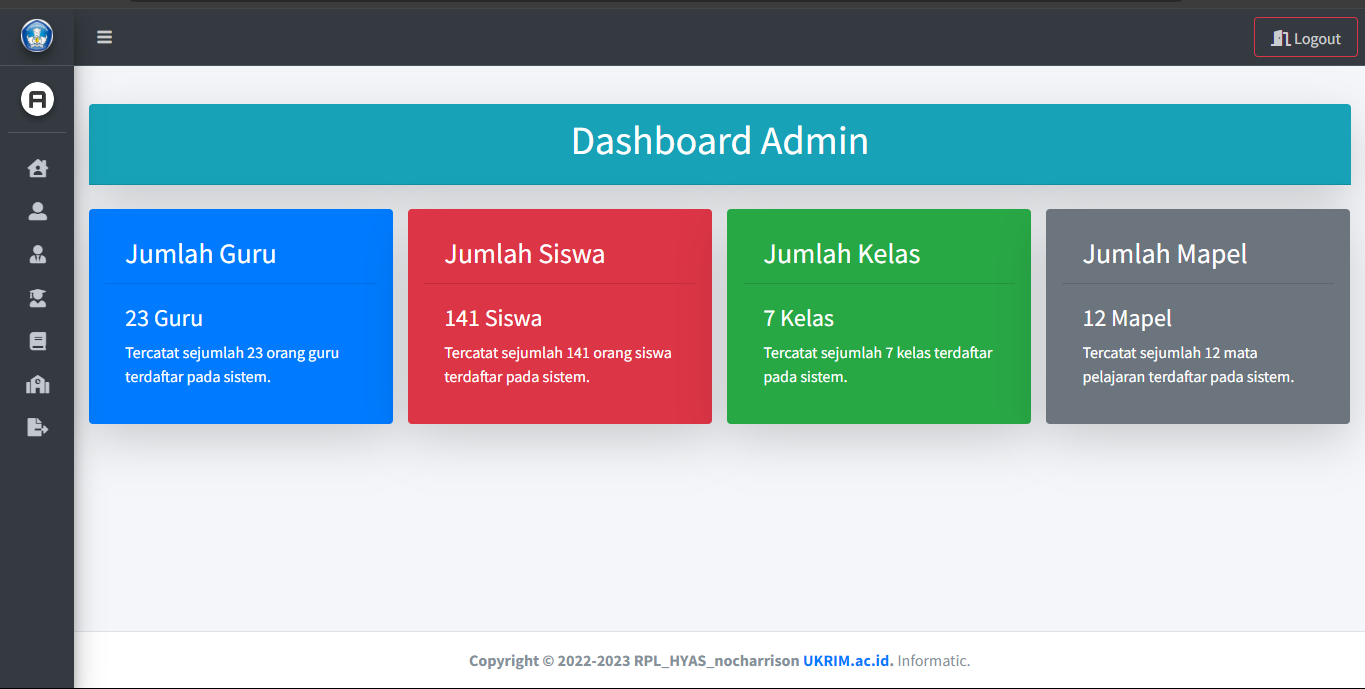 Logout
A
Dashboard Admin
Jumlah Guru
23 Guru
Tercatat sejumlah 23 orang guru
terdaftar pada sistem.
Jumlah Siswa
141 Siswa
Tercatat sejumlah 141 orang siswa
terdaftar pada sistem.
Jumlah Kelas
7 Kelas
Tercatat sejumlah 7 kelas terdaftar
pada sistem.
Jumlah Mapel
12 Mapel
Tercatat sejumlah 12 mata
pelajaran terdaftar pada sistem.
Copyright © 2022-2023 RPL_HYAS_nocharrison UKRIM.ac.id. Informatic.